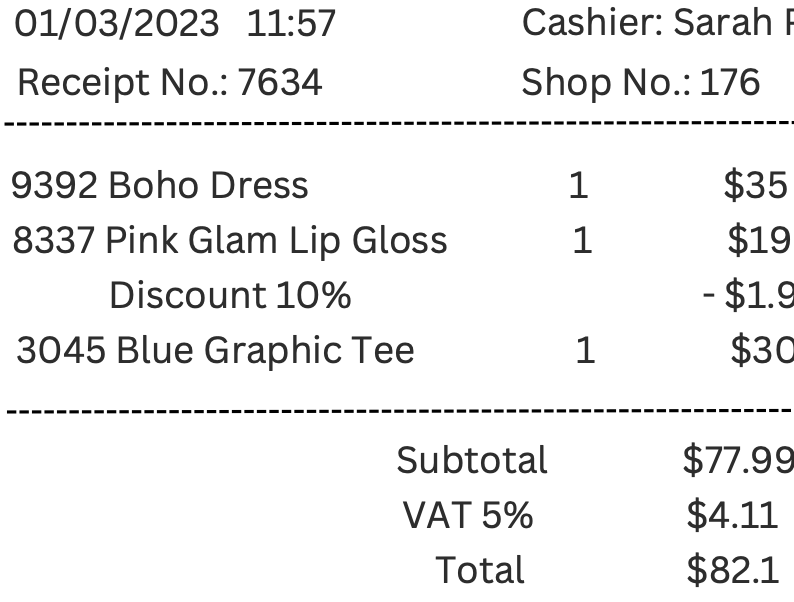 01/03/2023 11:57 Cashier: Sarah
Receipt No.: 7634 Shop No.: 176
9392 Boho Dress 1 $35
8337 Pink Glam Lip Gloss 1 $19
Discount 10% - $1.9
3045 Blue Graphic Tee 1 $30
Subtotal $77.99
VAT 5% $4.11
Total $82.1